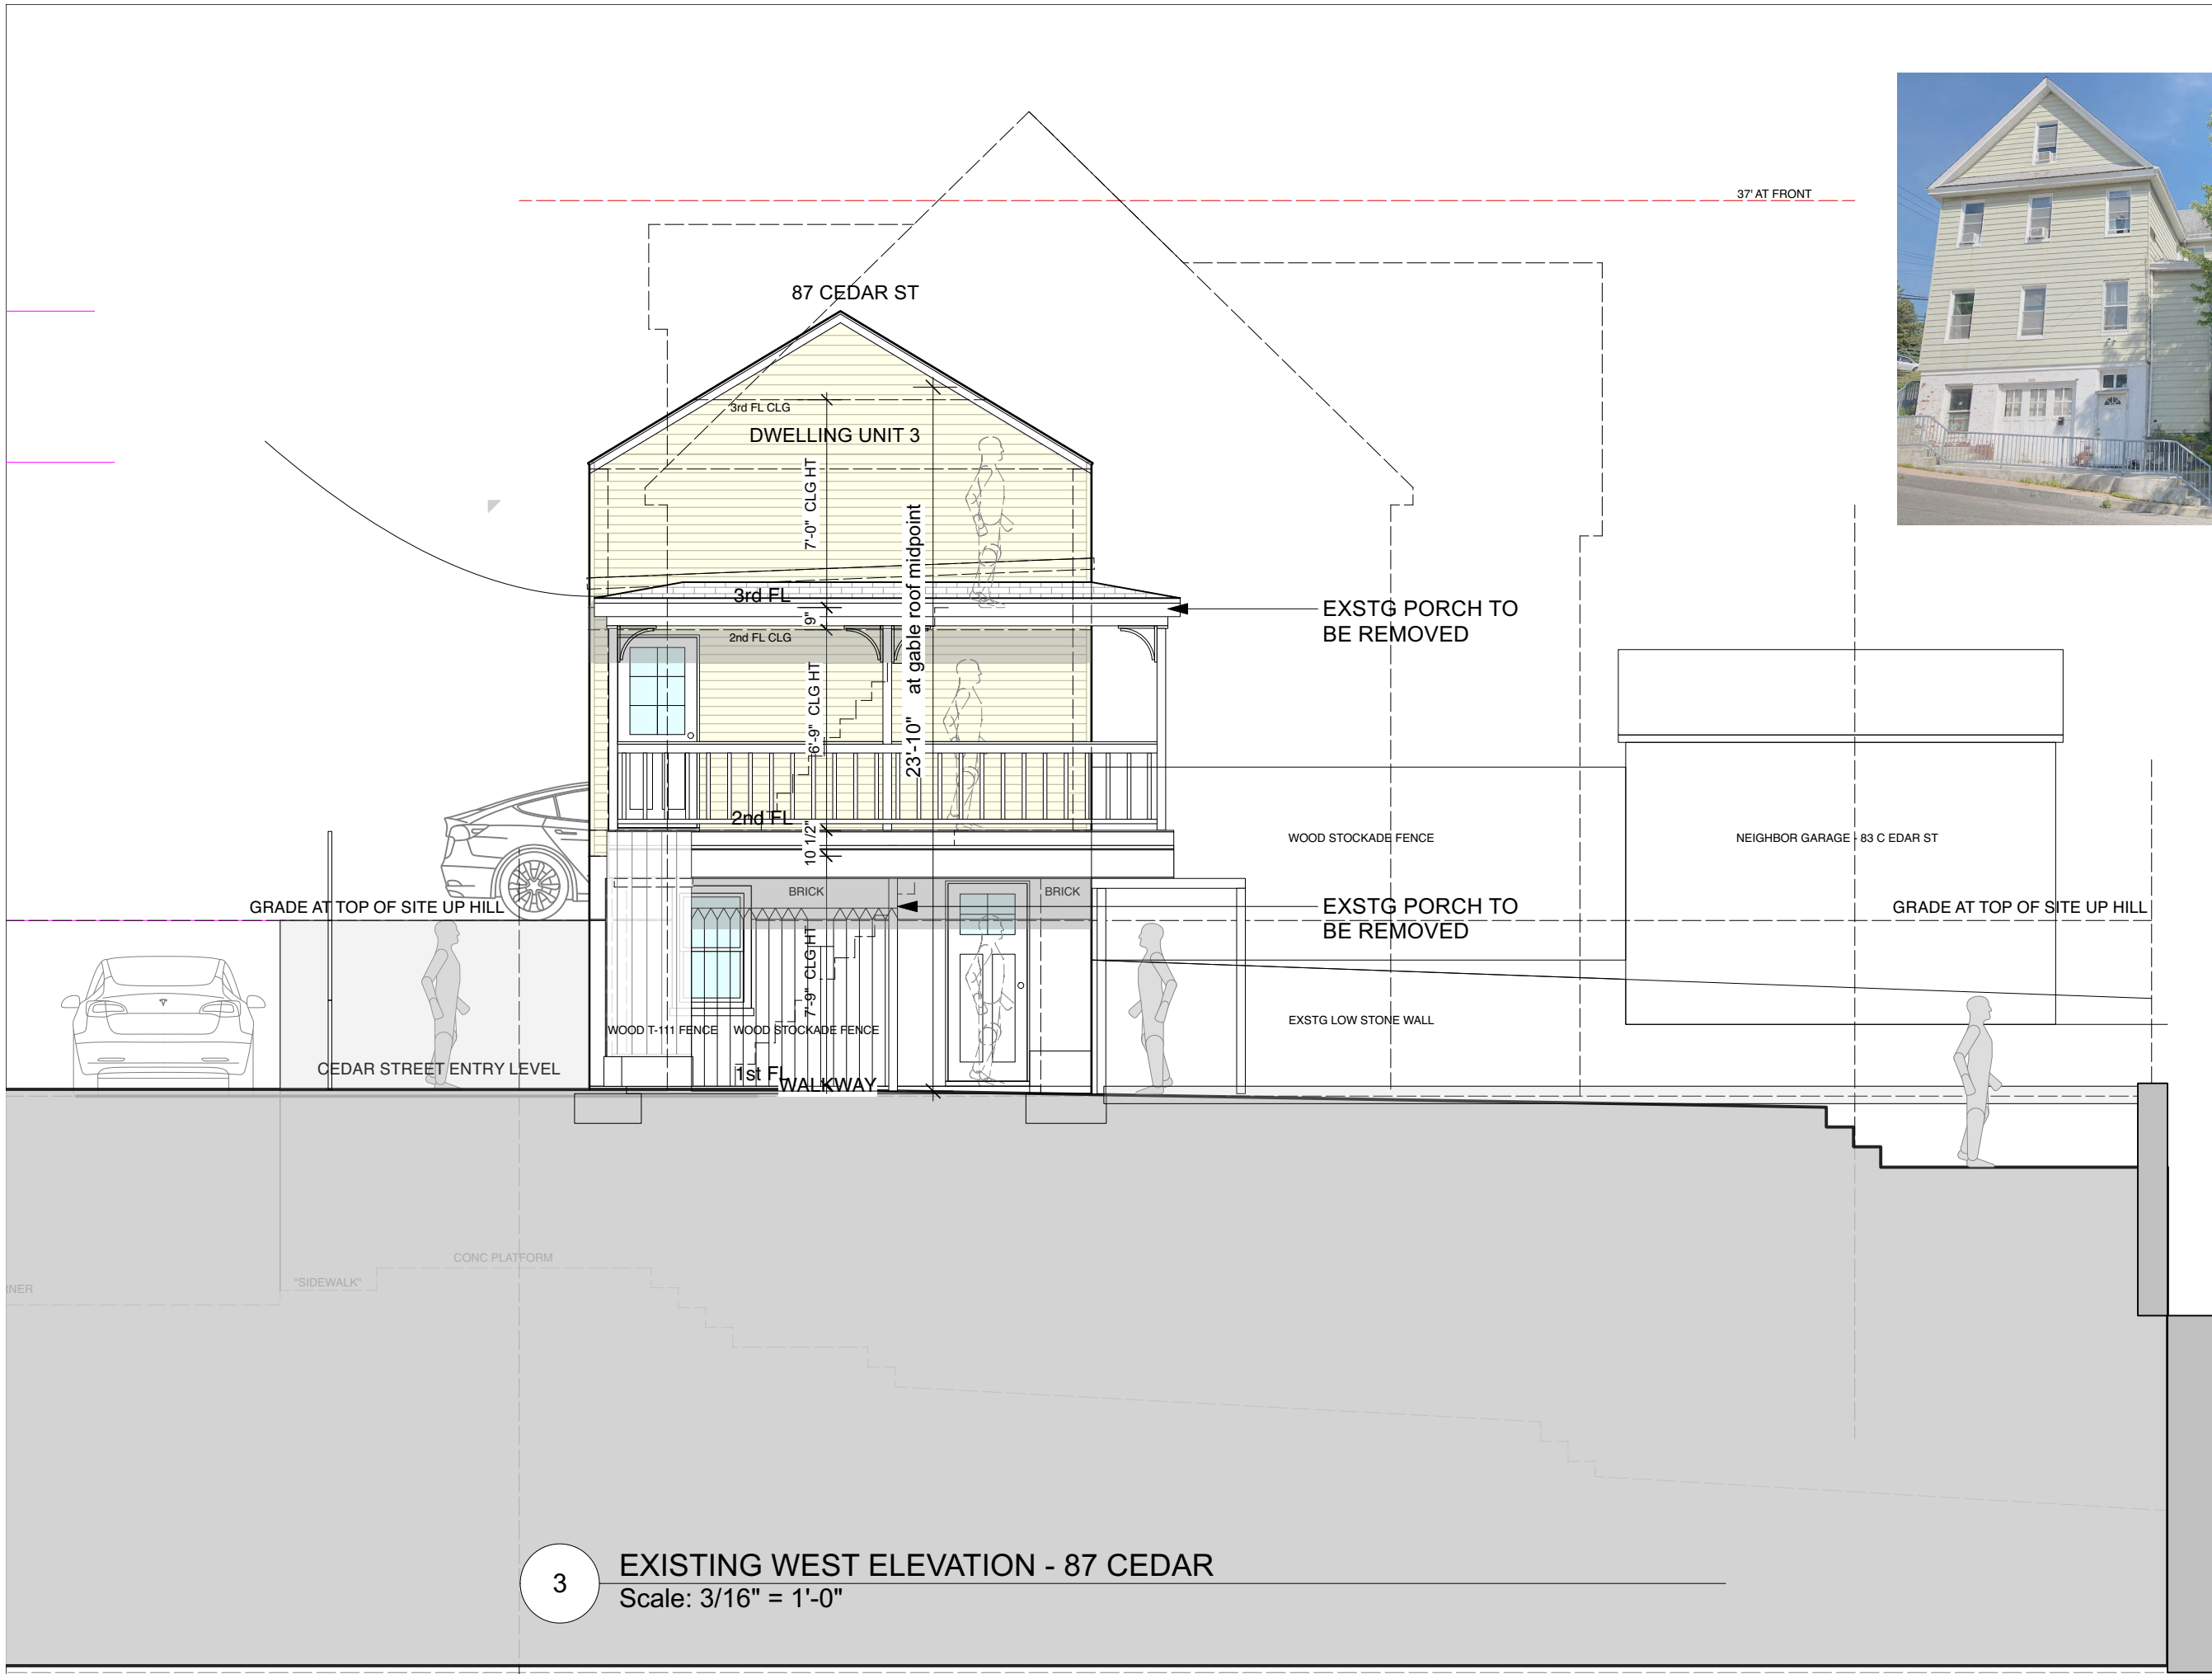 37' AT FRONT
87 CEDAR ST
3rd FL CLG
DWELLING UNIT 3
7'-0" CLG HT
23'-10" at gable roof midpoint
3rd FL
9"
2nd FL CLG
EXSTG PORCH TO
BE REMOVED
6'-9" CLG HT
2nd FL
10 1/2"
WOOD STOCKADE FENCE
NEIGHBOR GARAGE - 83 C EDAR ST
BRICK
BRICK
GRADE AT TOP OF SITE UP HILL
EXSTG PORCH TO
BE REMOVED
GRADE AT TOP OF SITE UP HILL
7'-9" CLG HT
WOOD T-111 FENCE
WOOD STOCKADE FENCE
EXSTG LOW STONE WALL
CEDAR STREET ENTRY LEVEL
1st FL
WALKWAY
CONC PLATFORM
"SIDEWALK"
3
EXISTING WEST ELEVATION - 87 CEDAR
Scale: 3/16" = 1'-0"